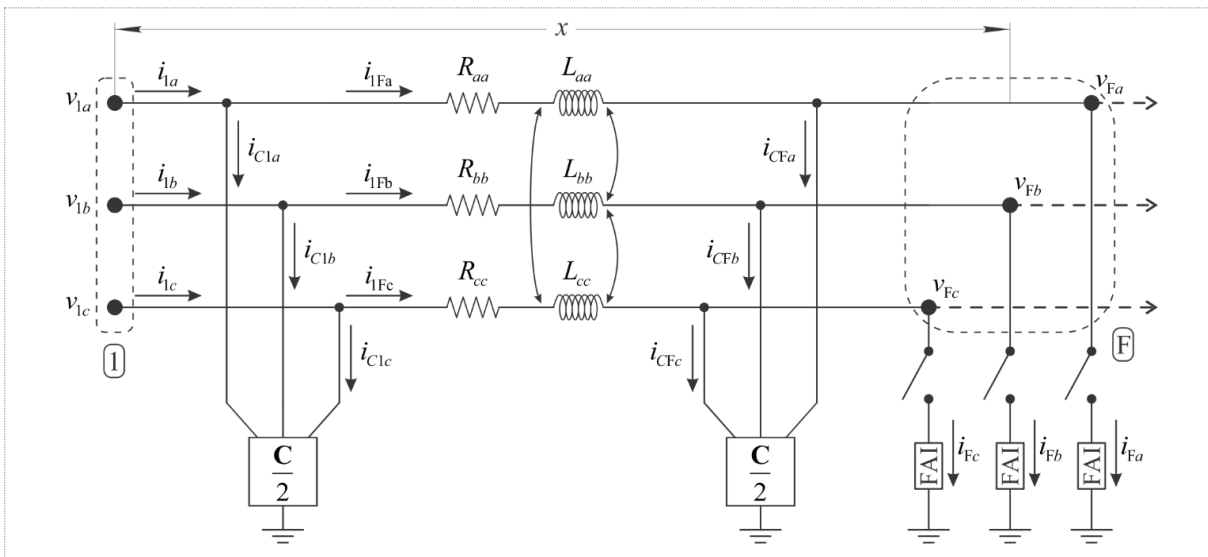 x
i1a i1Fa Raa Laa vFa
v1a
iC1a iCFa
i1b i1Fb Rbb Lbb vFb
v1b
iC1b iCFb
i1c i1Fc Rcc Lcc vFc
v1c
1 iC1c iCFc F
C/2 C/2 FAI iFc FAI iFb FAI iFa